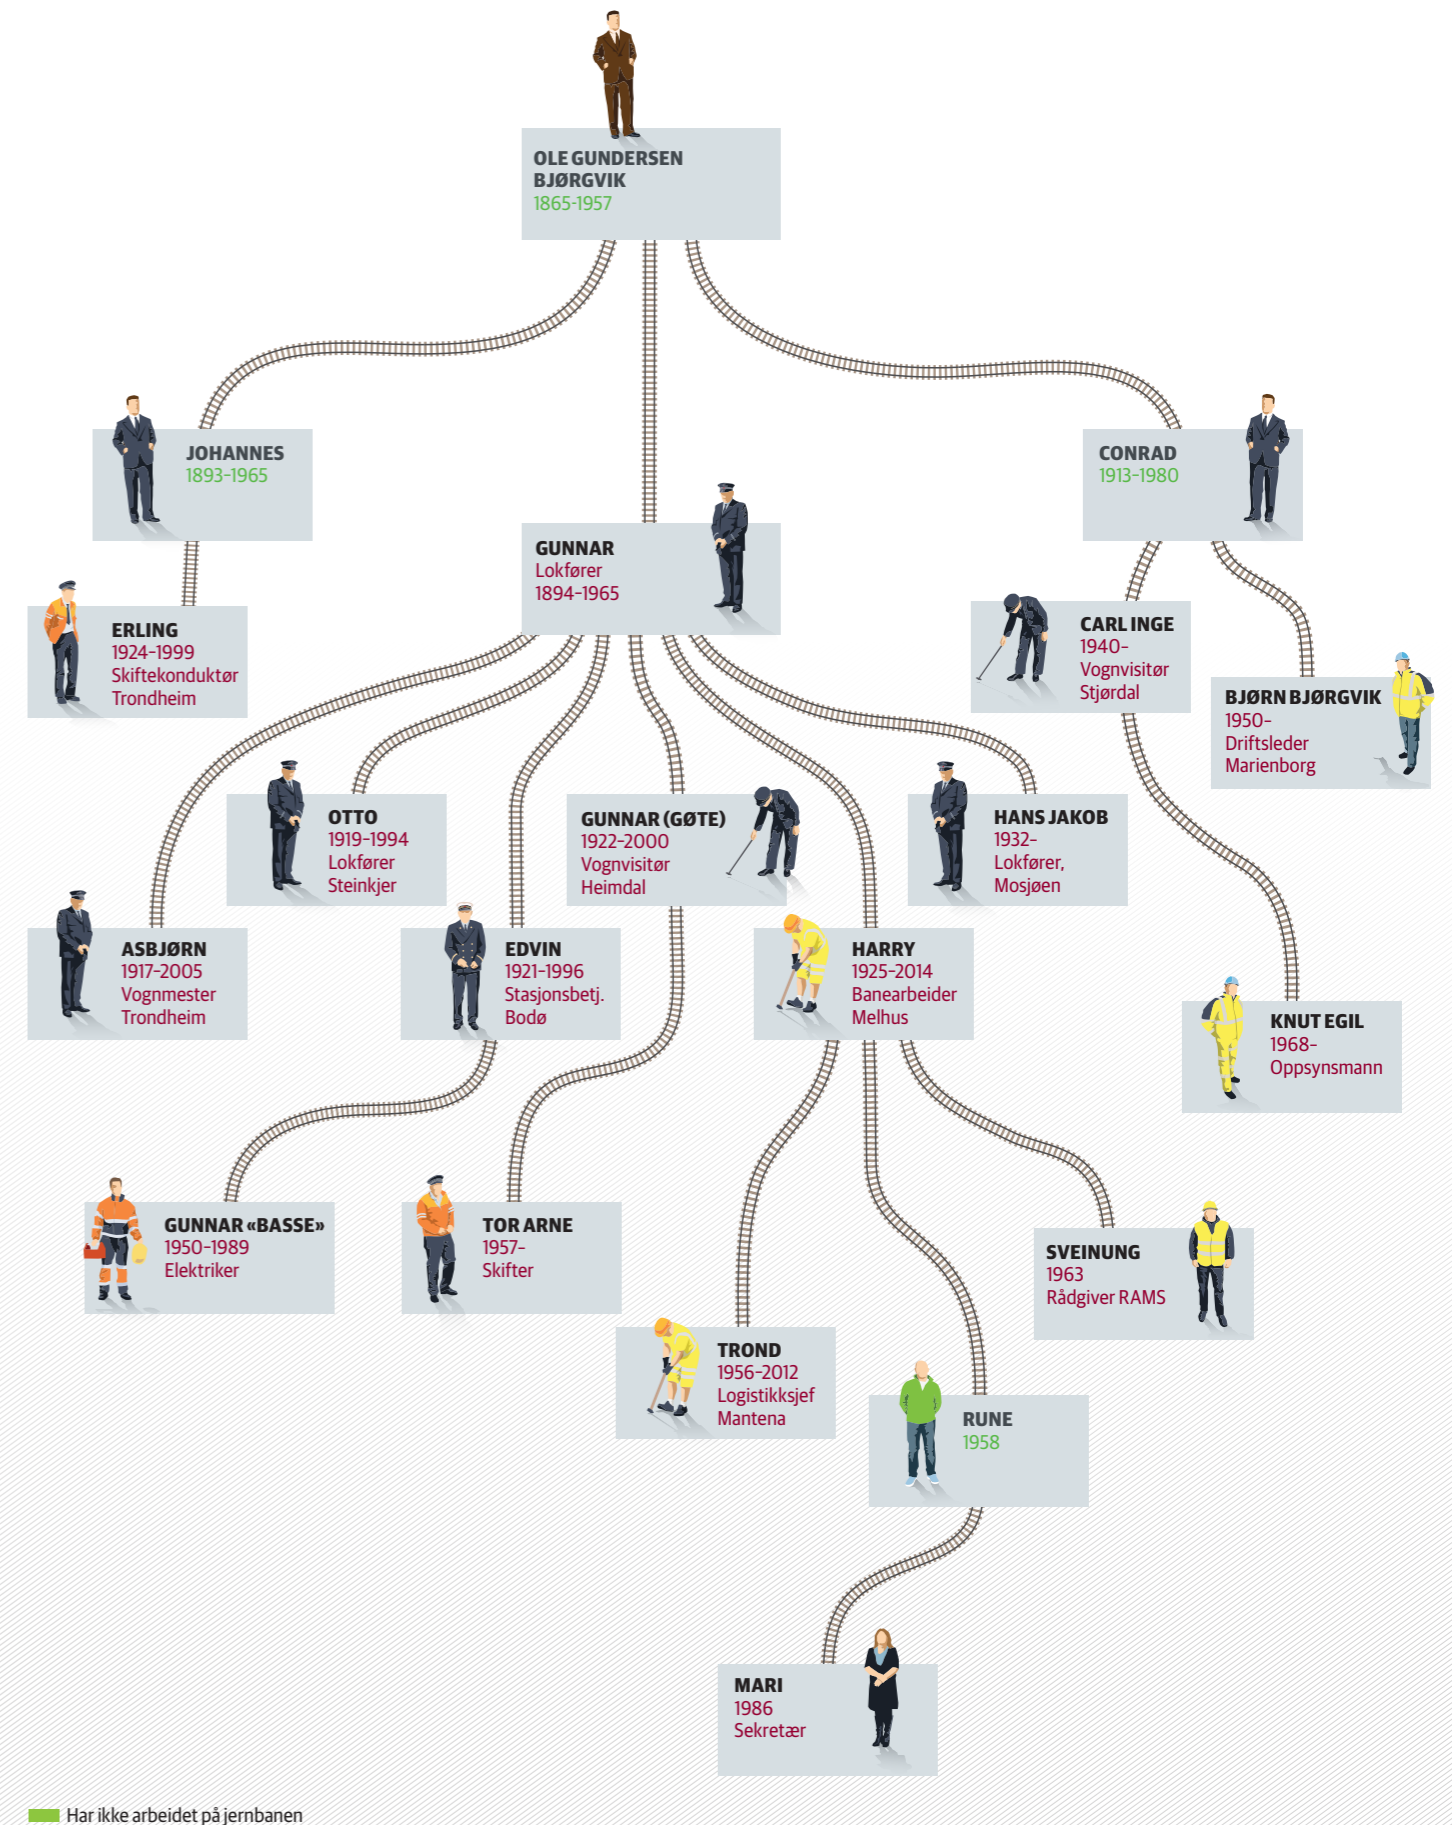 OLE GUNDERSEN
BJØRGVIK
1865-1957
JOHANNES
1893-1965
GUNNAR
Lokfører
1894-1965
CONRAD
1913-1980
ERLING
1924-1999
Skiftekonduktør
Trondheim
CARL INGE
1940-
Vognvisitør
Stjørdal
BJØRN BJØRGVIK
1950-
Driftsleder
Marienborg
OTTO
1919-1994
Lokfører
Steinkjer
GUNNAR (GØTE)
1922-2000
Vognvisitør
Heimdal
HANS JAKOB
1932-
Lokfører,
Mosjøen
ASBJØRN
1917-2005
Vognmester
Trondheim
EDVIN
1921-1996
Stasjonsbetj.
Bodø
HARRY
1925-2014
Banearbeider
Melhus
KNUT EGIL
1968-
Oppsynsmann
GUNNAR «BASSE»
1950-1989
Elektriker
TOR ARNE
1957-
Skifter
SVEINUNG
1963
Rådgiver RAMS
TROND
1956-2012
Logistikksjef
Mantena
RUNE
1958
MARI
1986
Sekretær
Har ikke arbeidet på jernbanen